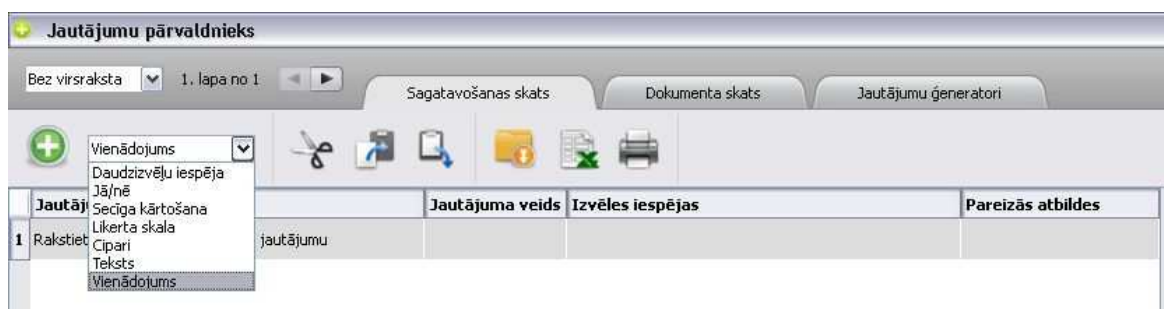 Jautājumu pārvaldnieks
Bez virsraksta 1. lapa no 1 Sagatavošanas skats Dokumenta skats Jautājumu ģeneratori
Vienādojums
Daudzizvēļu iespēja
Jā/nē
Jautāj Secīga kārtošana Jautājuma veids Izvēles iespējas Pareizās atbildes
Likerta skala
1 Rakstiet Cipari jautājumu
Teksts
Vienādojums